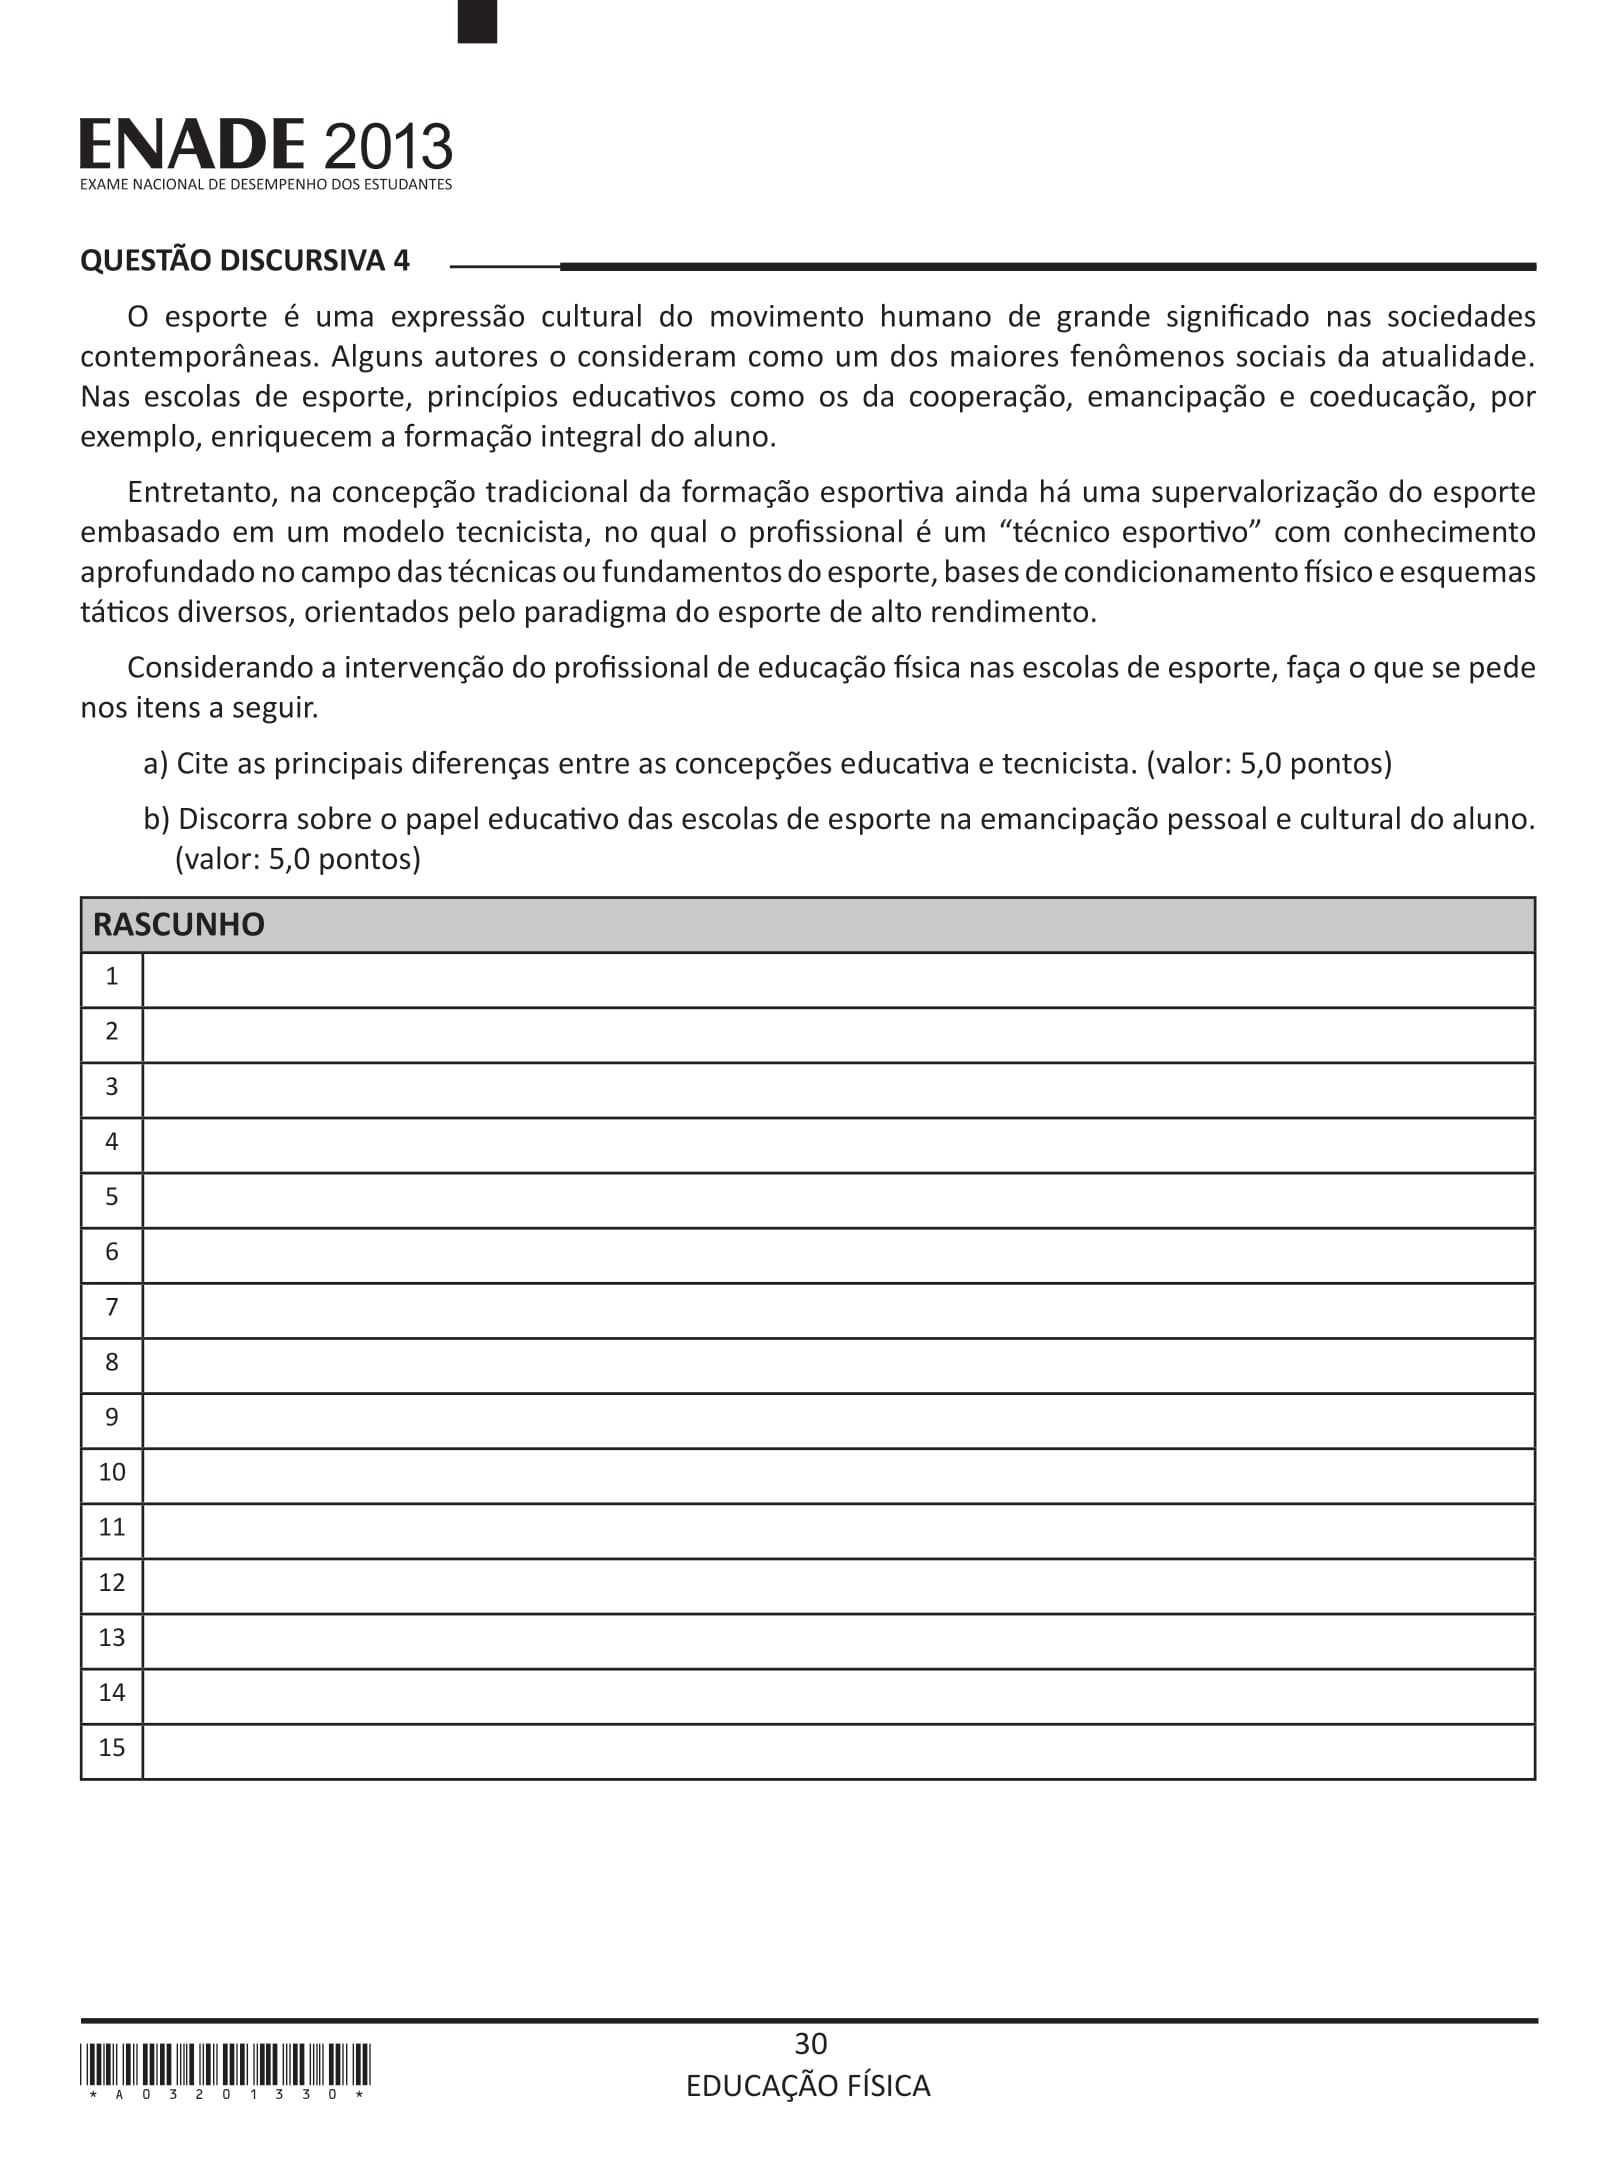 ENADE 2013
EXAME NACIONAL DE DESEMPENHO DOS ESTUDANTES
QUESTÃO DISCURSIVA 4
O esporte é uma expressão cultural do movimento humano de grande significado nas sociedades
contemporâneas. Alguns autores o consideram como um dos maiores fenômenos sociais da atualidade.
Nas escolas de esporte, princípios educativos como os da cooperação, emancipação e coeducação, por
exemplo, enriquecem a formação integral do aluno.
Entretanto, na concepção tradicional da formação esportiva ainda há uma supervalorização do esporte
embasado em um modelo tecnicista, no qual o profissional é um “técnico esportivo” com conhecimento
aprofundado no campo das técnicas ou fundamentos do esporte, bases de condicionamento físico e esquemas
táticos diversos, orientados pelo paradigma do esporte de alto rendimento.
Considerando a intervenção do profissional de educação física nas escolas de esporte, faça o que se pede
nos itens a seguir.
a) Cite as principais diferenças entre as concepções educativa e tecnicista. (valor: 5,0 pontos)
b) Discorra sobre o papel educativo das escolas de esporte na emancipação pessoal e cultural do aluno.
(valor: 5,0 pontos)
RASCUNHO
1
2
3
4
5
6
7
8
9
10
11
12
13
14
15
30
EDUCAÇÃO FÍSICA
* A 0 3 2 0 1 3 3 0 *